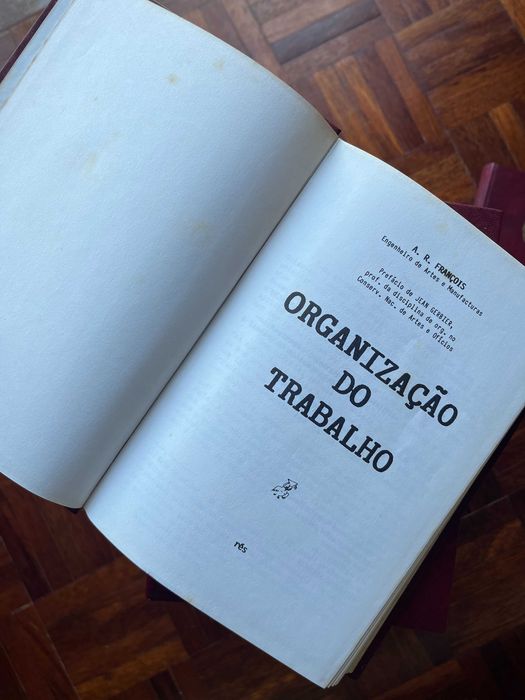 A. R. FRANÇOIS
Engenheiro de Artes e Manufacturas
Prefácio de JEAN GERBIER,
prof. da disciplina de org. no
Conserv. Nac. de Artes e Ofícios
ORGANIZAÇÃO
DO
TRABALHO
rés